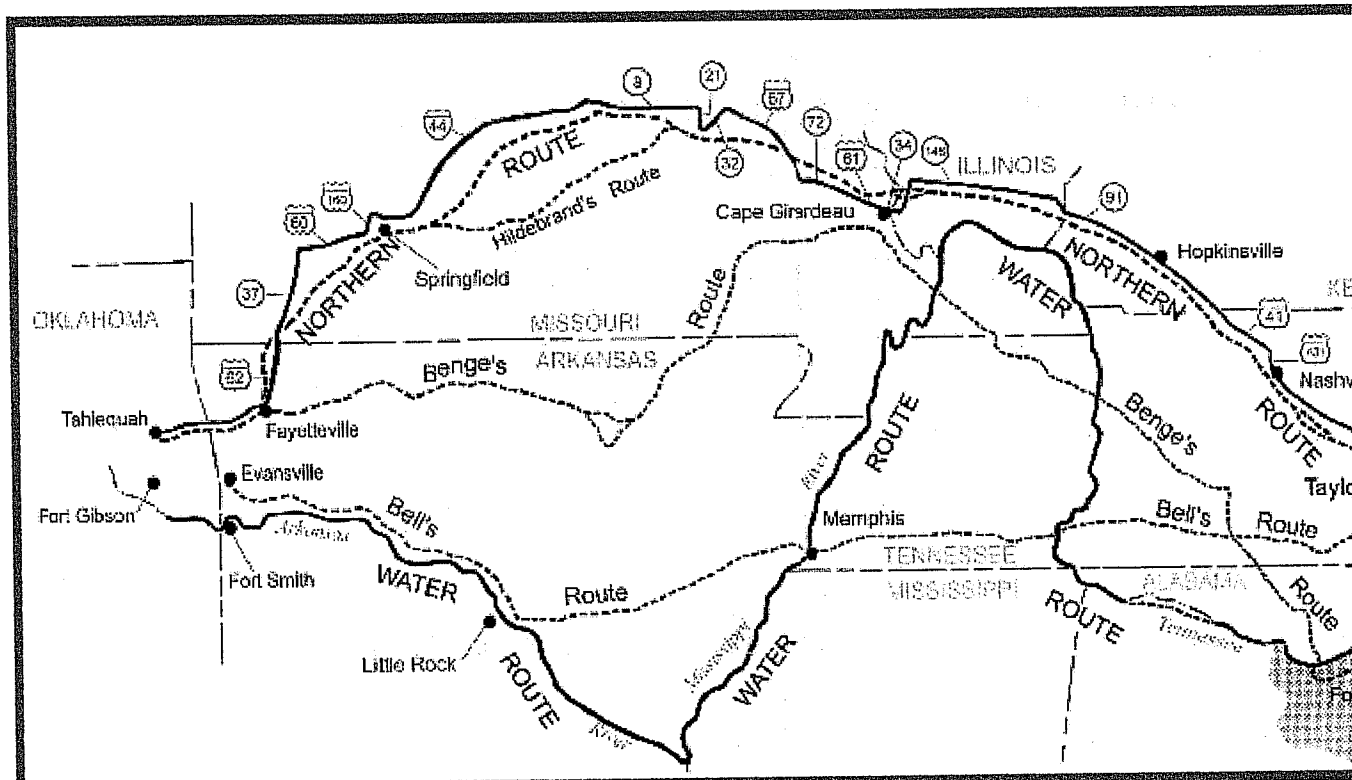 8
21
67
44
72
32
61
34
146
ILLINOIS
91
ROUTE
Hildebrand's Route
Cape Girardeau
160
60
Hopkinsville
NORTHERN
Springfield
WATER
NORTHERN
37
OKLAHOMA
MISSOURI
ARKANSAS
Route
KE
41
Nashv
62
Benge's
Tahlequah
Fayetteville
ROUTE
Benge's
ROUTE
Evansville
River
Taylo
Fort Gibson
Bell's
Memphis
Bell's
Route
Arkansas
TENNESSEE
Fort Smith
WATER
Route
MISSISSIPPI
ALABAMA
ROUTE
Tennessee
Route
Little Rock
ROUTE
Mississippi
WATER
River
Fo